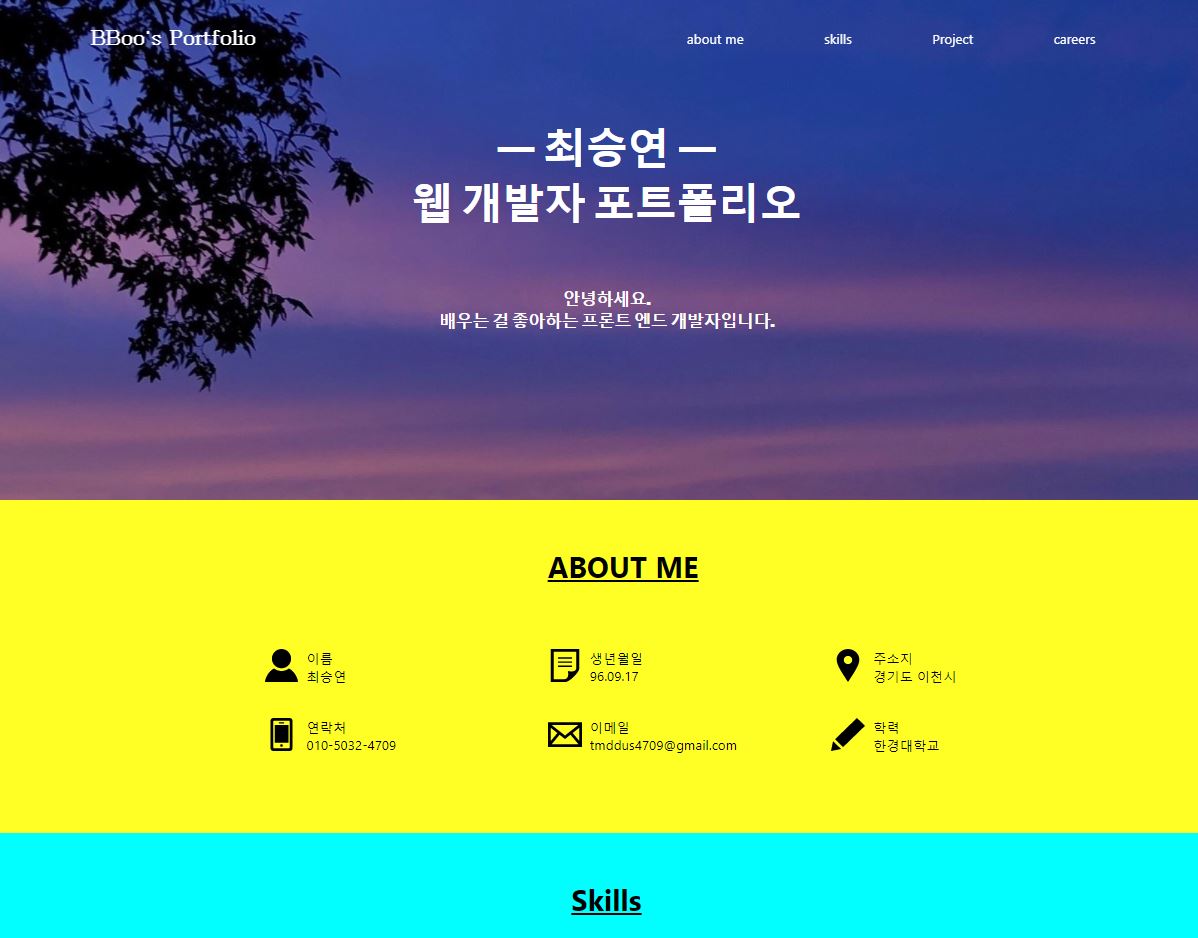 BBoo's Portfolio
about me
skills
Project
careers
ㅡ 최승연 ㅡ
웹 개발자 포트폴리오
안녕하세요.
배우는 걸 좋아하는 프론트 엔드 개발자입니다.
ABOUT ME
이름
최승연
생년월일
96.09.17
주소지
경기도 이천시
연락처
010-5032-4709
이메일
tmddus4709@gmail.com
학력
한경대학교
Skills